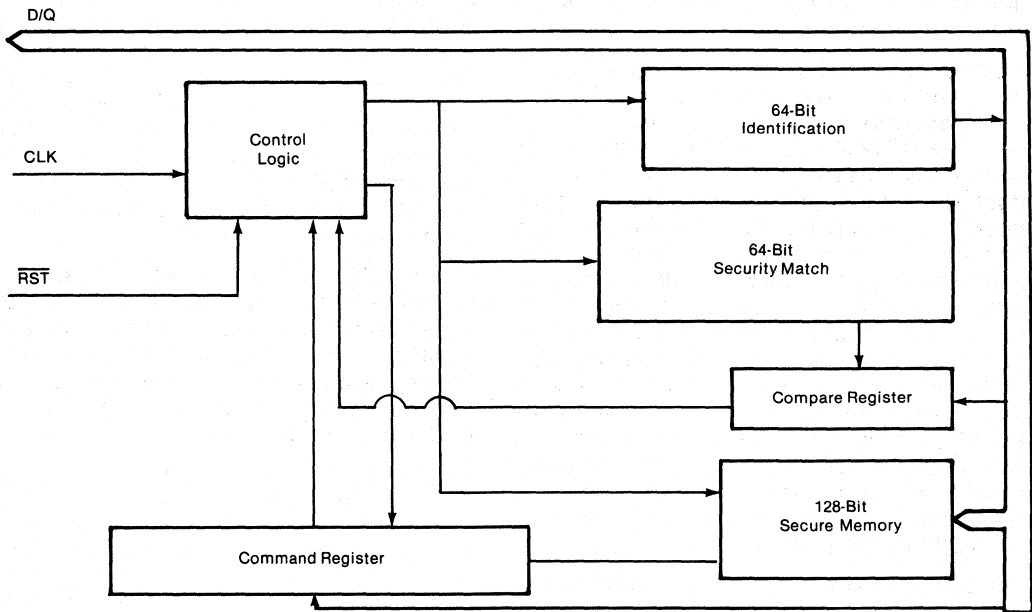 D/Q
64-Bit
Identification
Control
Logic
CLK
64-Bit
Security Match
RST
Compare Register
128-Bit
Secure Memory
Command Register